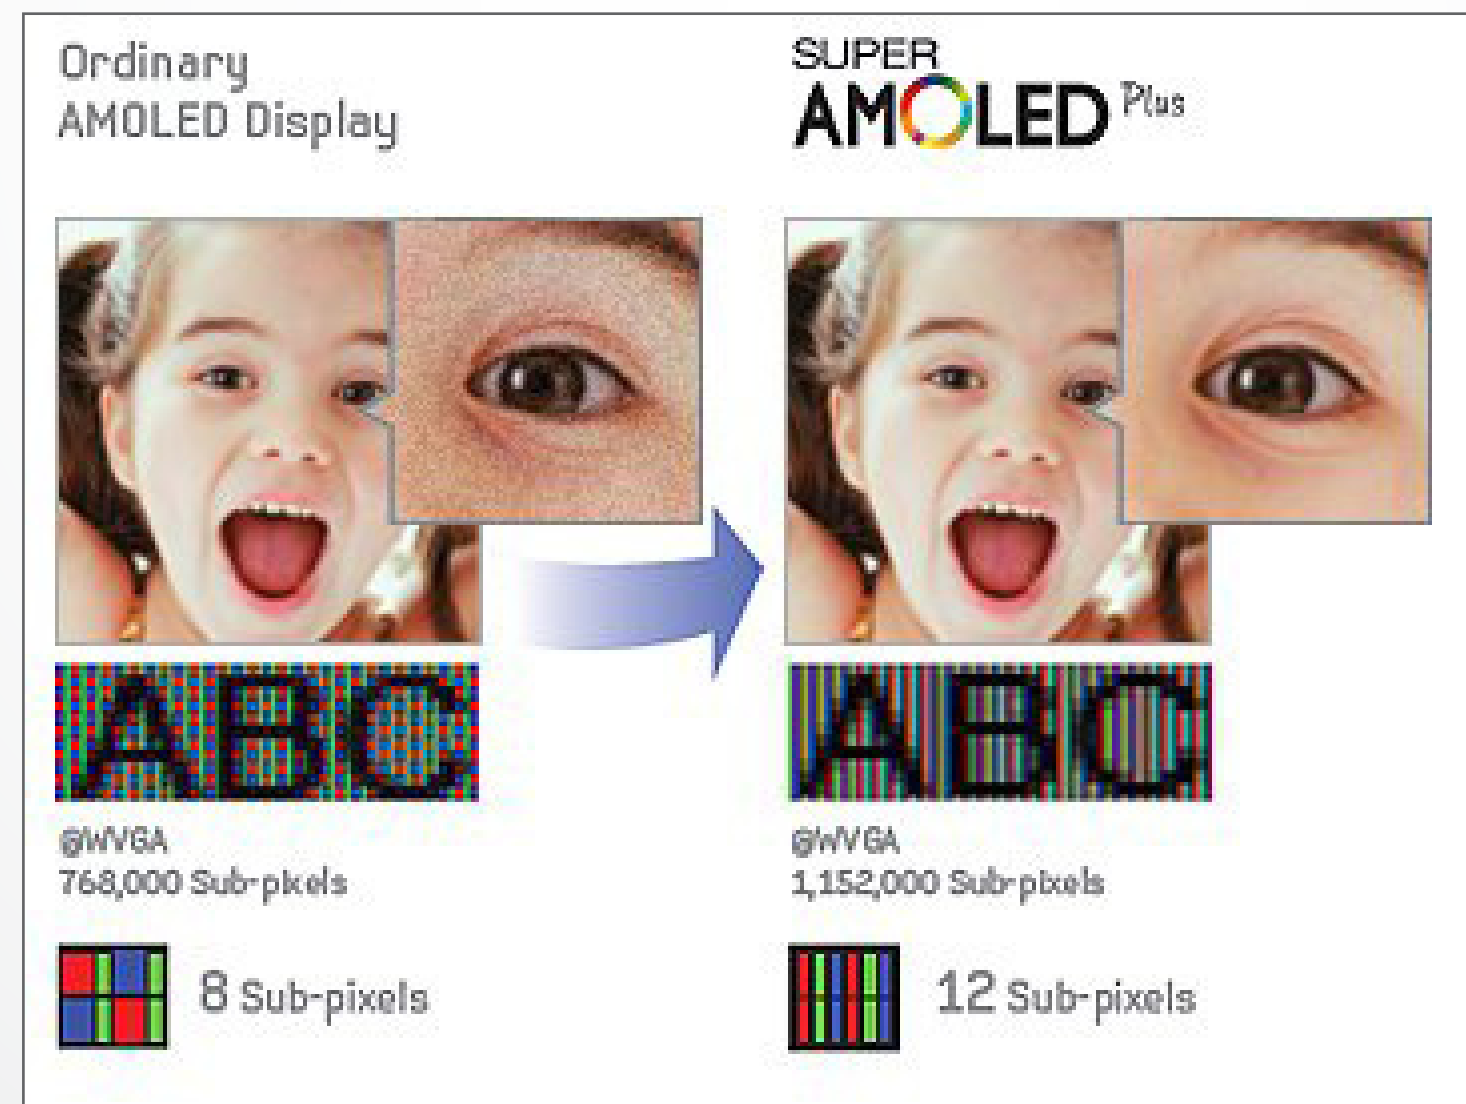 Ordinary
AMOLED Display
SUPER
AMOLED Plus
ABC
ABC
@WVGA
768,000 Sub-pixels
@WVGA
1,152,000 Sub-pixels
8 Sub-pixels
12 Sub-pixels